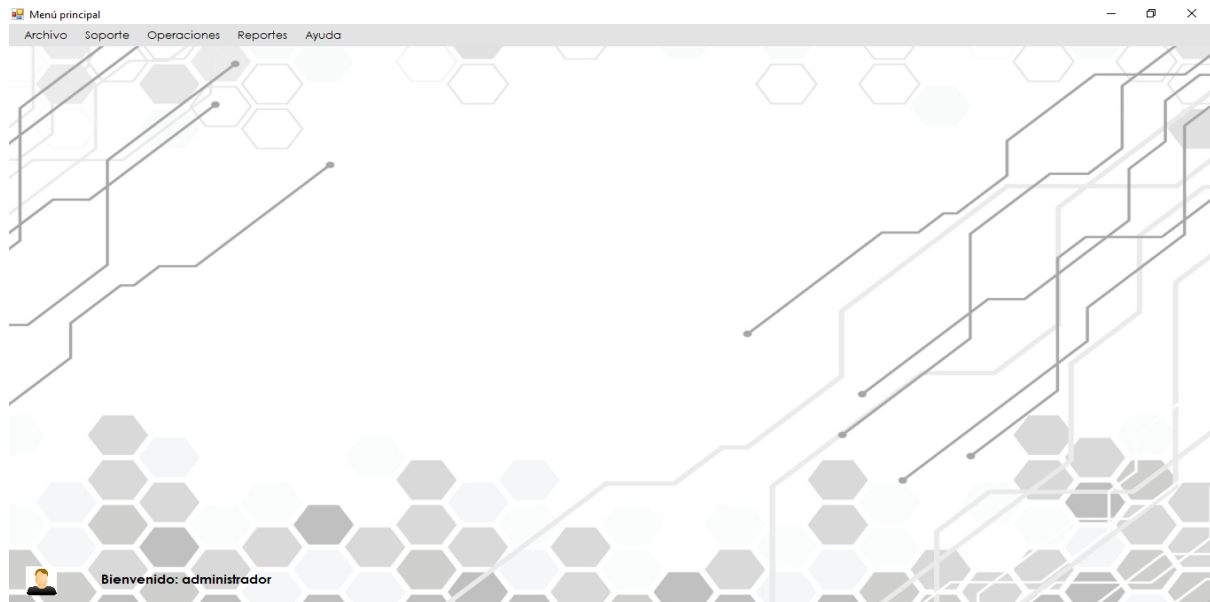 Menú principal
Archivo Soporte Operaciones Reportes Ayuda
Bienvenido: administrador